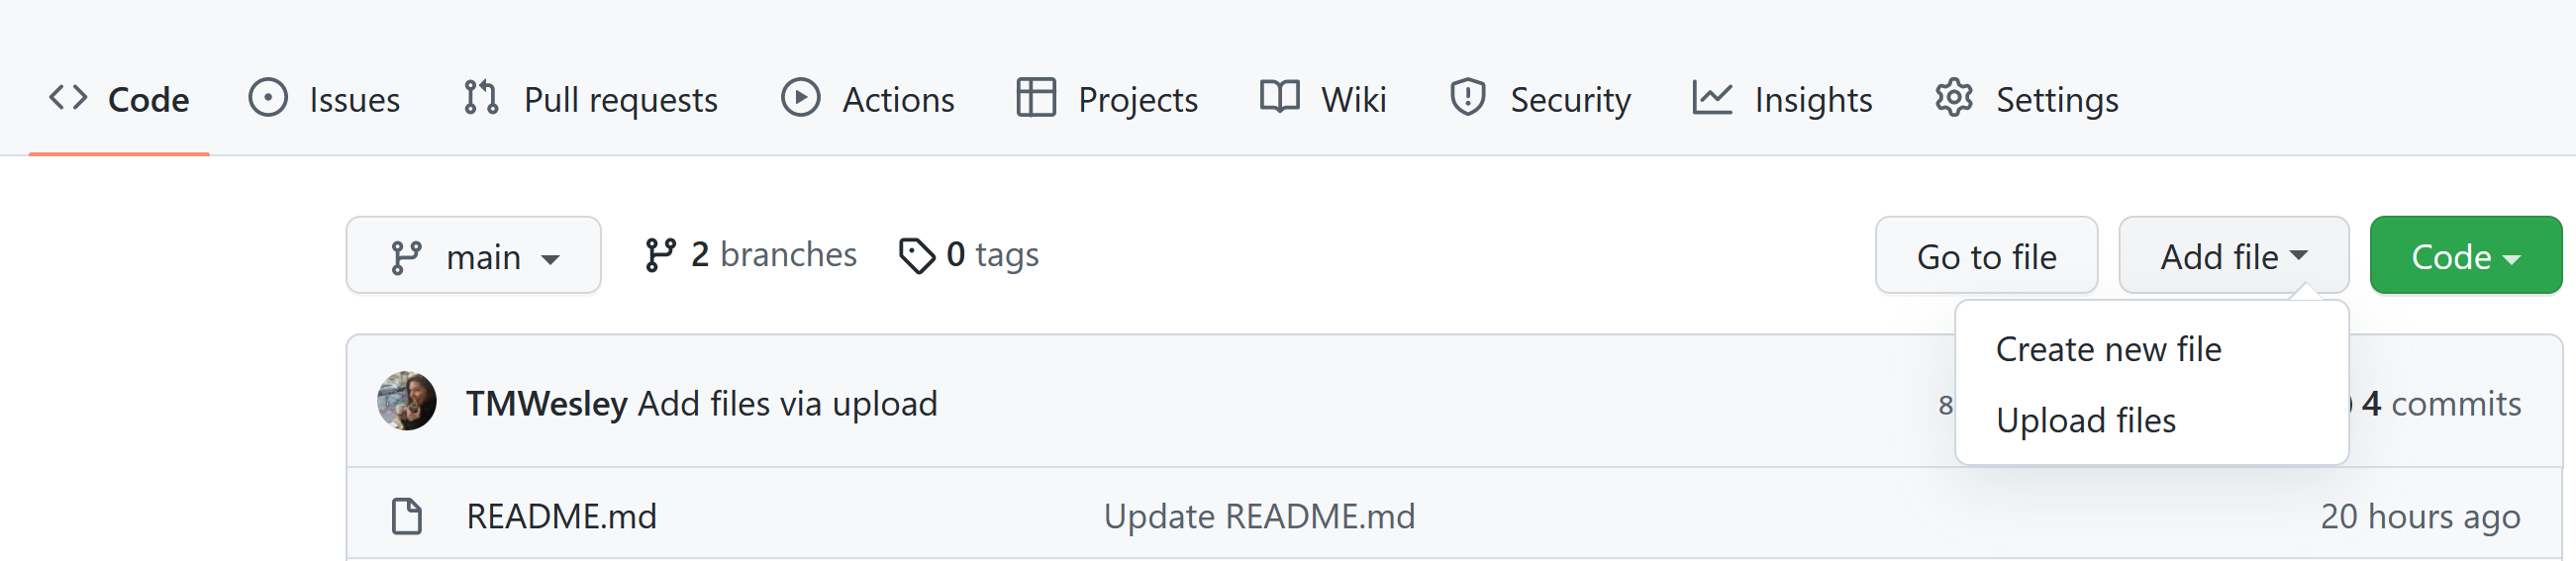 Code Issues Pull requests Actions Projects Wiki Security Insights Settings
main 2 branches 0 tags Go to file Add file Code
Create new file
TMWesley Add files via upload 8 4 commits
Upload files
README.md Update README.md 20 hours ago